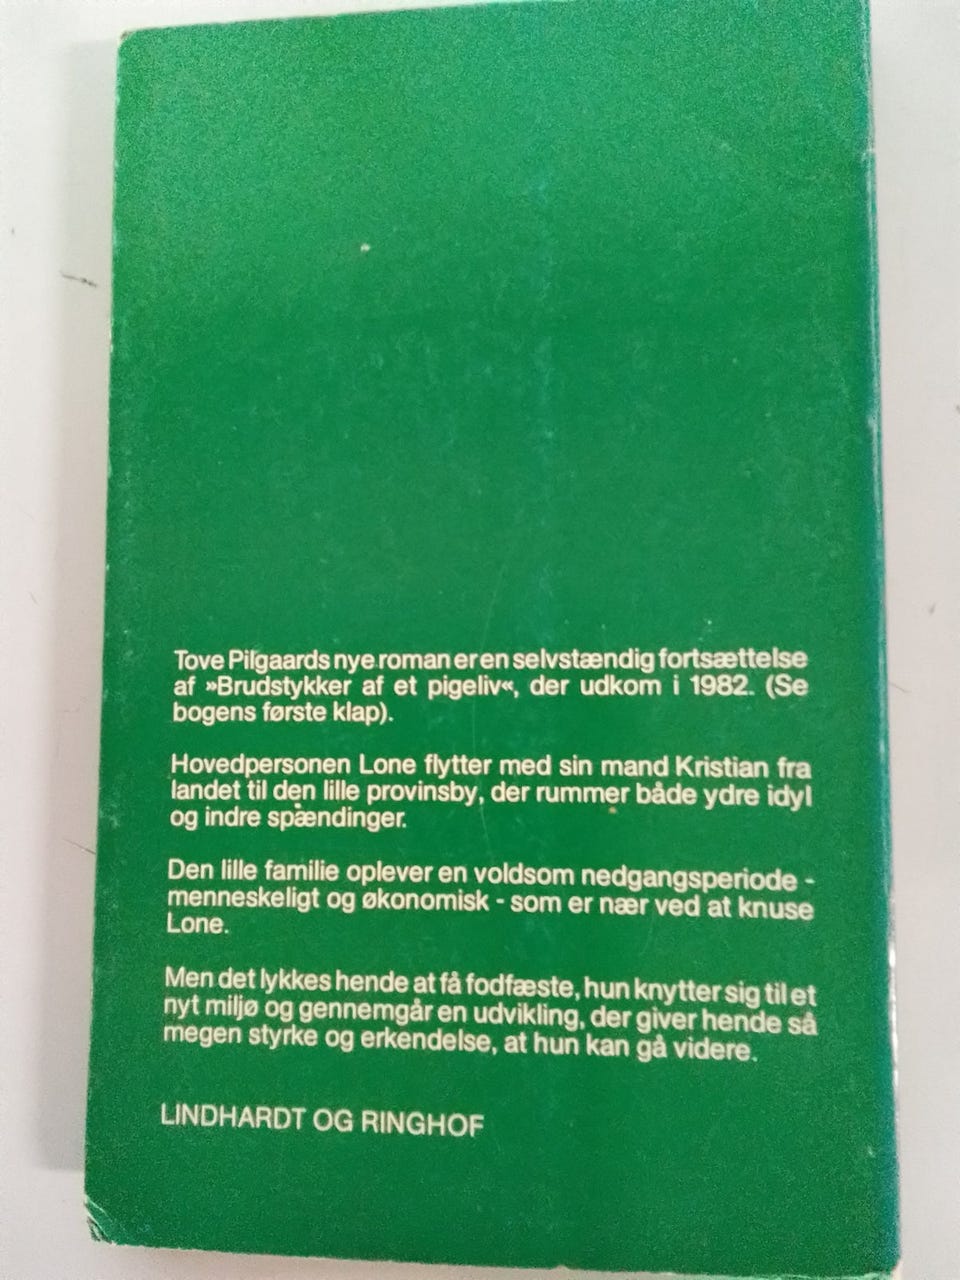 Tove Pilgaards nye roman er en selvstændig fortsættelse
af »Brudstykker af et pigeliv«, der udkom i 1982. (Se
bogens første klap).
Hovedpersonen Lone flytter med sin mand Kristian fra
landet til den lille provinsby, der rummer både ydre idyl
og indre spændinger.
Den lille familie oplever en voldsom nedgangsperiode -
menneskeligt og økonomisk - som er nær ved at knuse
Lone.
Men det lykkes hende at få fodfæste, hun knytter sig til et
nyt miljø og gennemgår en udvikling, der giver hende så
megen styrke og erkendelse, at hun kan gå videre.
LINDHARDT OG RINGHOF